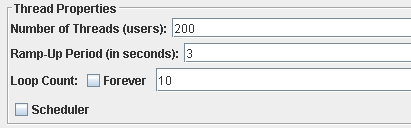 Thread Properties
Number of Threads (users): 200
Ramp-Up Period (in seconds): 3
Loop Count: Forever 10
Scheduler